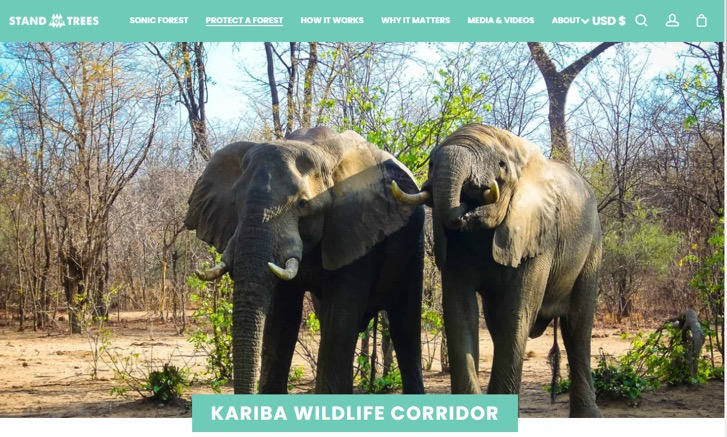 STAND TREES SONIC FOREST PROTECT A FOREST HOW IT WORKS WHY IT MATTERS MEDIA & VIDEOS ABOUT USD $
KARIBA WILDLIFE CORRIDOR